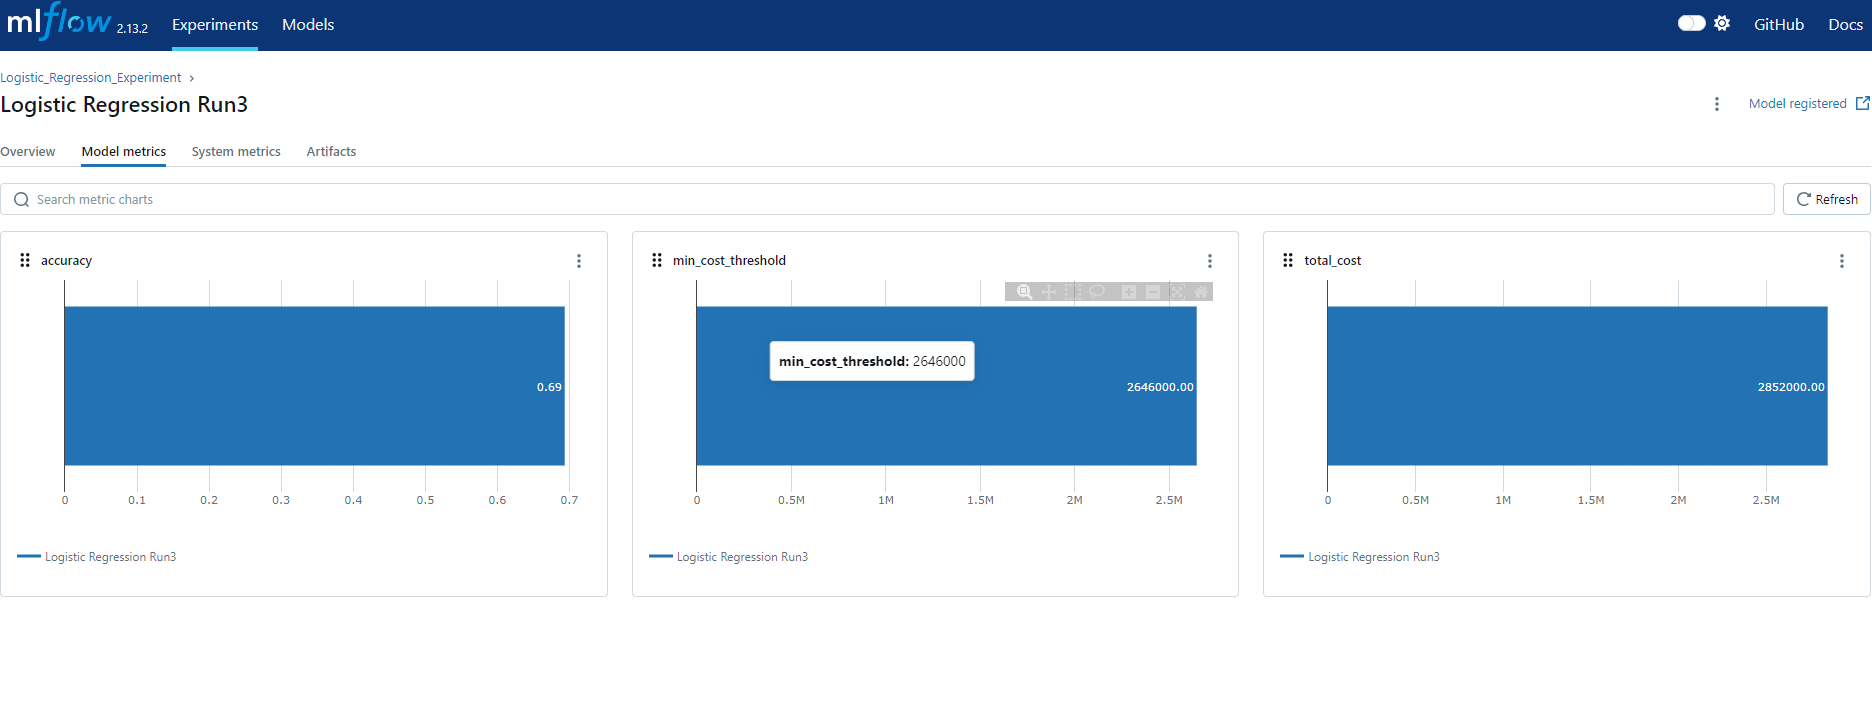 mlflow 2.13.2 Experiments Models GitHub Docs
Logistic_Regression_Experiment ›
Logistic Regression Run3
Model registered
Overview Model metrics System metrics Artifacts
Search metric charts
Refresh
accuracy
0.69
0 0.1 0.2 0.3 0.4 0.5 0.6 0.7
Logistic Regression Run3
min_cost_threshold
min_cost_threshold: 2646000
2646000.00
0 0.5M 1M 1.5M 2M 2.5M
Logistic Regression Run3
total_cost
2852000.00
0 0.5M 1M 1.5M 2M 2.5M
Logistic Regression Run3